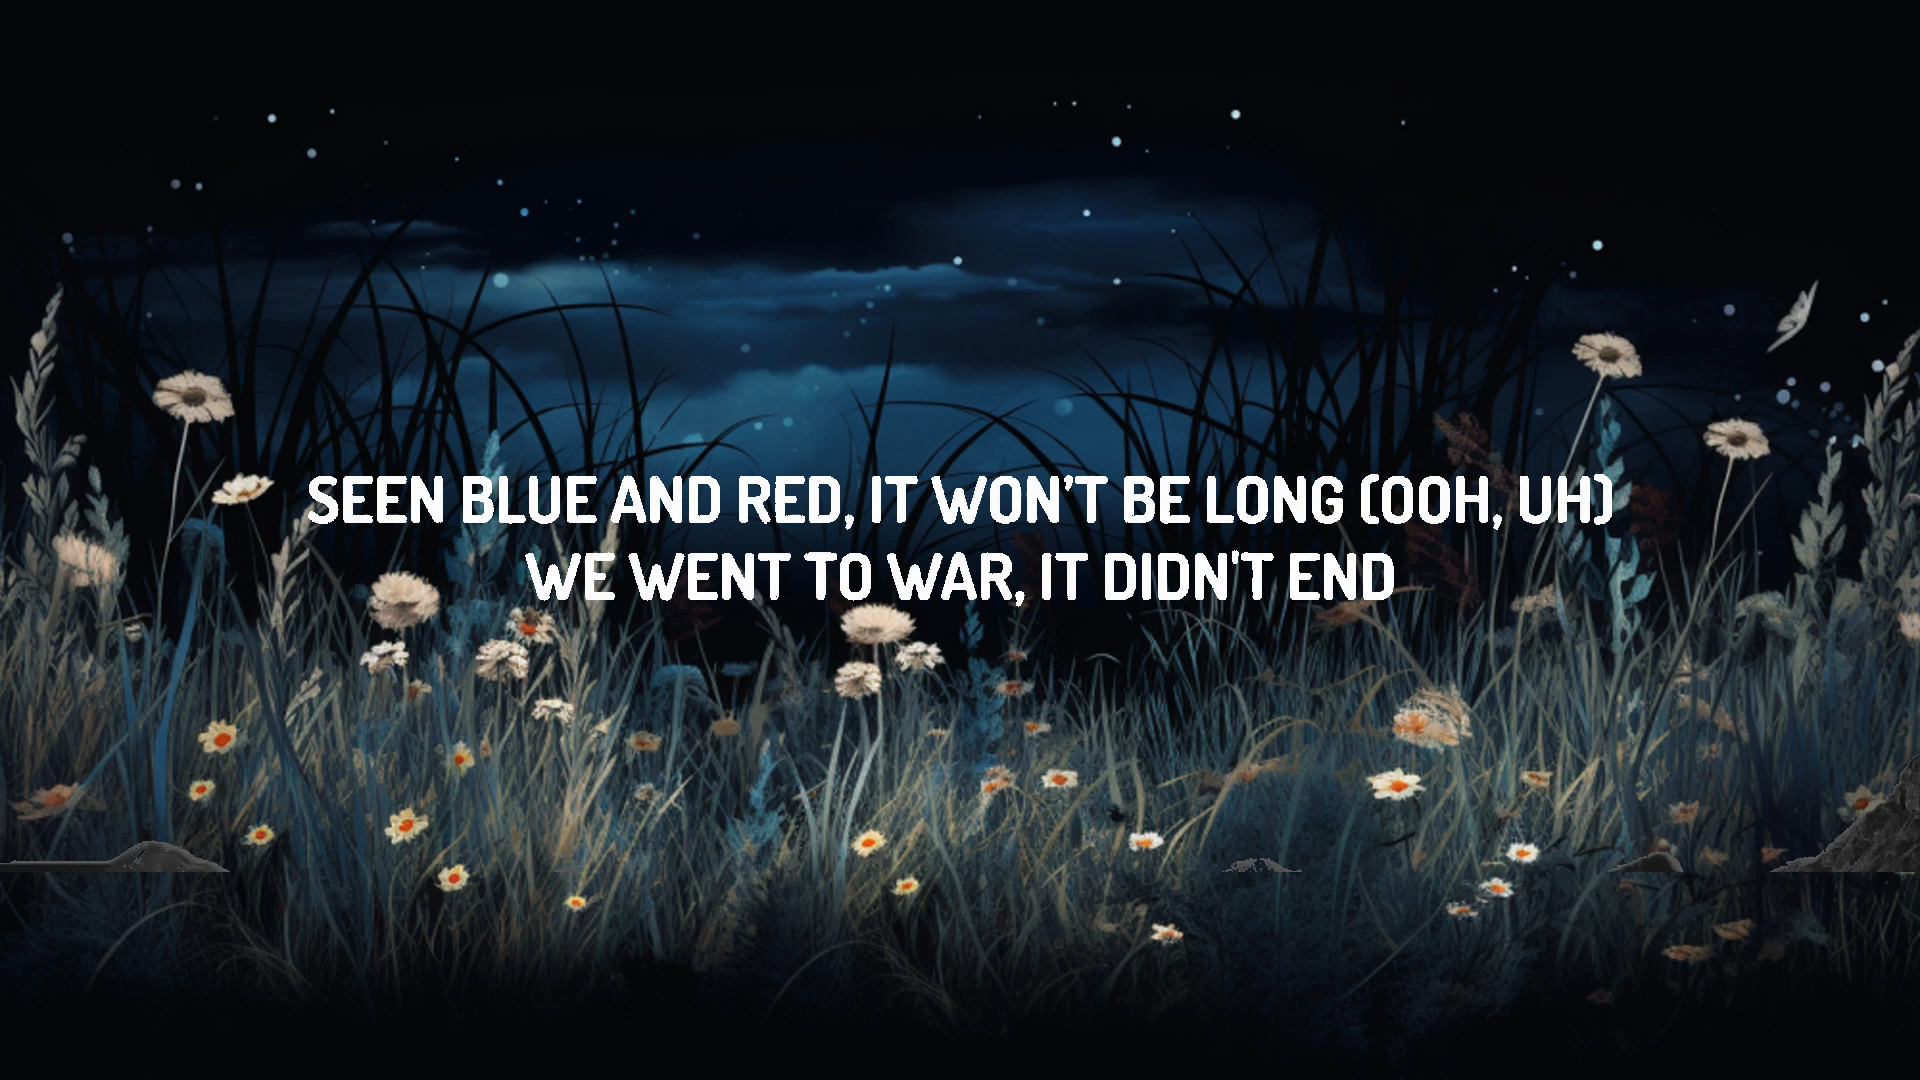 SEEN BLUE AND RED, IT WON’T BE LONG (OOH, UH)
WE WENT TO WAR, IT DIDN'T END